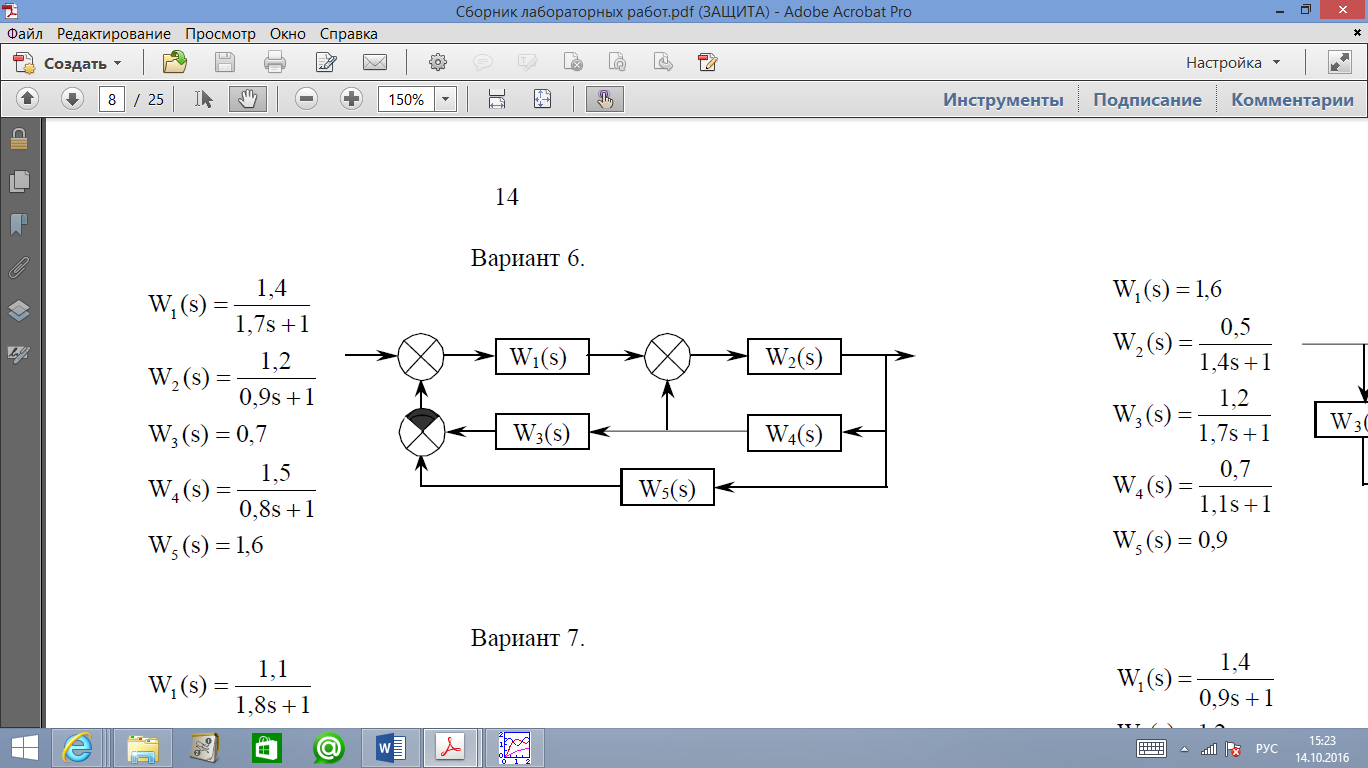 Сборник лабораторных работ.pdf (ЗАЩИТА) - Adobe Acrobat Pro
Файл Редактирование Просмотр Окно Справка
Создать Настройка
8 / 25 150% Инструменты Подписание Комментарии
14
Вариант 6.
W₁(s) = 1,4 / (1,7s + 1)
W₂(s) = 1,2 / (0,9s + 1)
W₃(s) = 0,7
W₄(s) = 1,5 / (0,8s + 1)
W₅(s) = 1,6
W₁(s) W₂(s)
W₃(s) W₄(s)
W₅(s)
W₁(s) = 1,6
W₂(s) = 0,5 / (1,4s + 1)
W₃(s) = 1,2 / (1,7s + 1)
W₄(s) = 0,7 / (1,1s + 1)
W₅(s) = 0,9
W₃(
Вариант 7.
W₁(s) = 1,1 / (1,8s + 1)
W₁(s) = 1,4 / (0,9s + 1)
РУС
15:23
14.10.2016